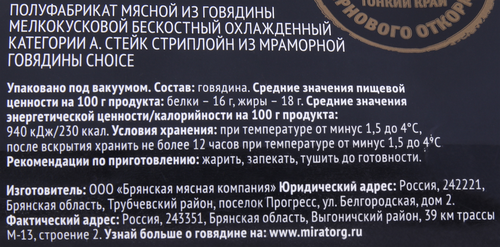 ПОЛУФАБРИКАТ МЯСНОЙ ИЗ ГОВЯДИНЫ
МЕЛКОКУСКОВОЙ БЕСКОСТНЫЙ ОХЛАЖДЕННЫЙ
КАТЕГОРИИ А. СТЕЙК СТРИПЛОЙН ИЗ МРАМОРНОЙ
ГОВЯДИНЫ CHOICE
ТОНКИЙ КРАЙ
РНОВОГО ОТКОРМ
Упаковано под вакуумом. Состав: говядина. Средние значения пищевой
ценности на 100 г продукта: белки – 16 г, жиры – 18 г. Средние значения
энергетической ценности/калорийности на 100 г продукта:
940 кДж/230 ккал. Условия хранения: при температуре от минус 1,5 до 4°C,
после вскрытия хранить не более 12 часов при температуре от минус 1,5 до 4°C
Рекомендации по приготовлению: жарить, запекать, тушить до готовности.
Изготовитель: ООО «Брянская мясная компания» Юридический адрес: Россия, 242221,
Брянская область, Трубчевский район, поселок Прогресс, ул. Белгородская, дом 2.
Фактический адрес: Россия, 243351, Брянская область, Выгоничский район, 39 км трассы
М-13, строение 2. Узнай больше о говядине на: www.miratorg.ru